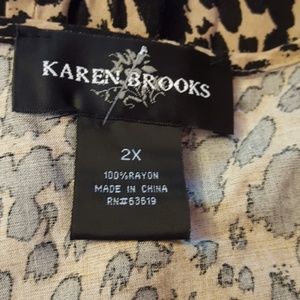 KAREN BROOKS
2X
100%RAYON
MADE IN CHINA
RN#63619